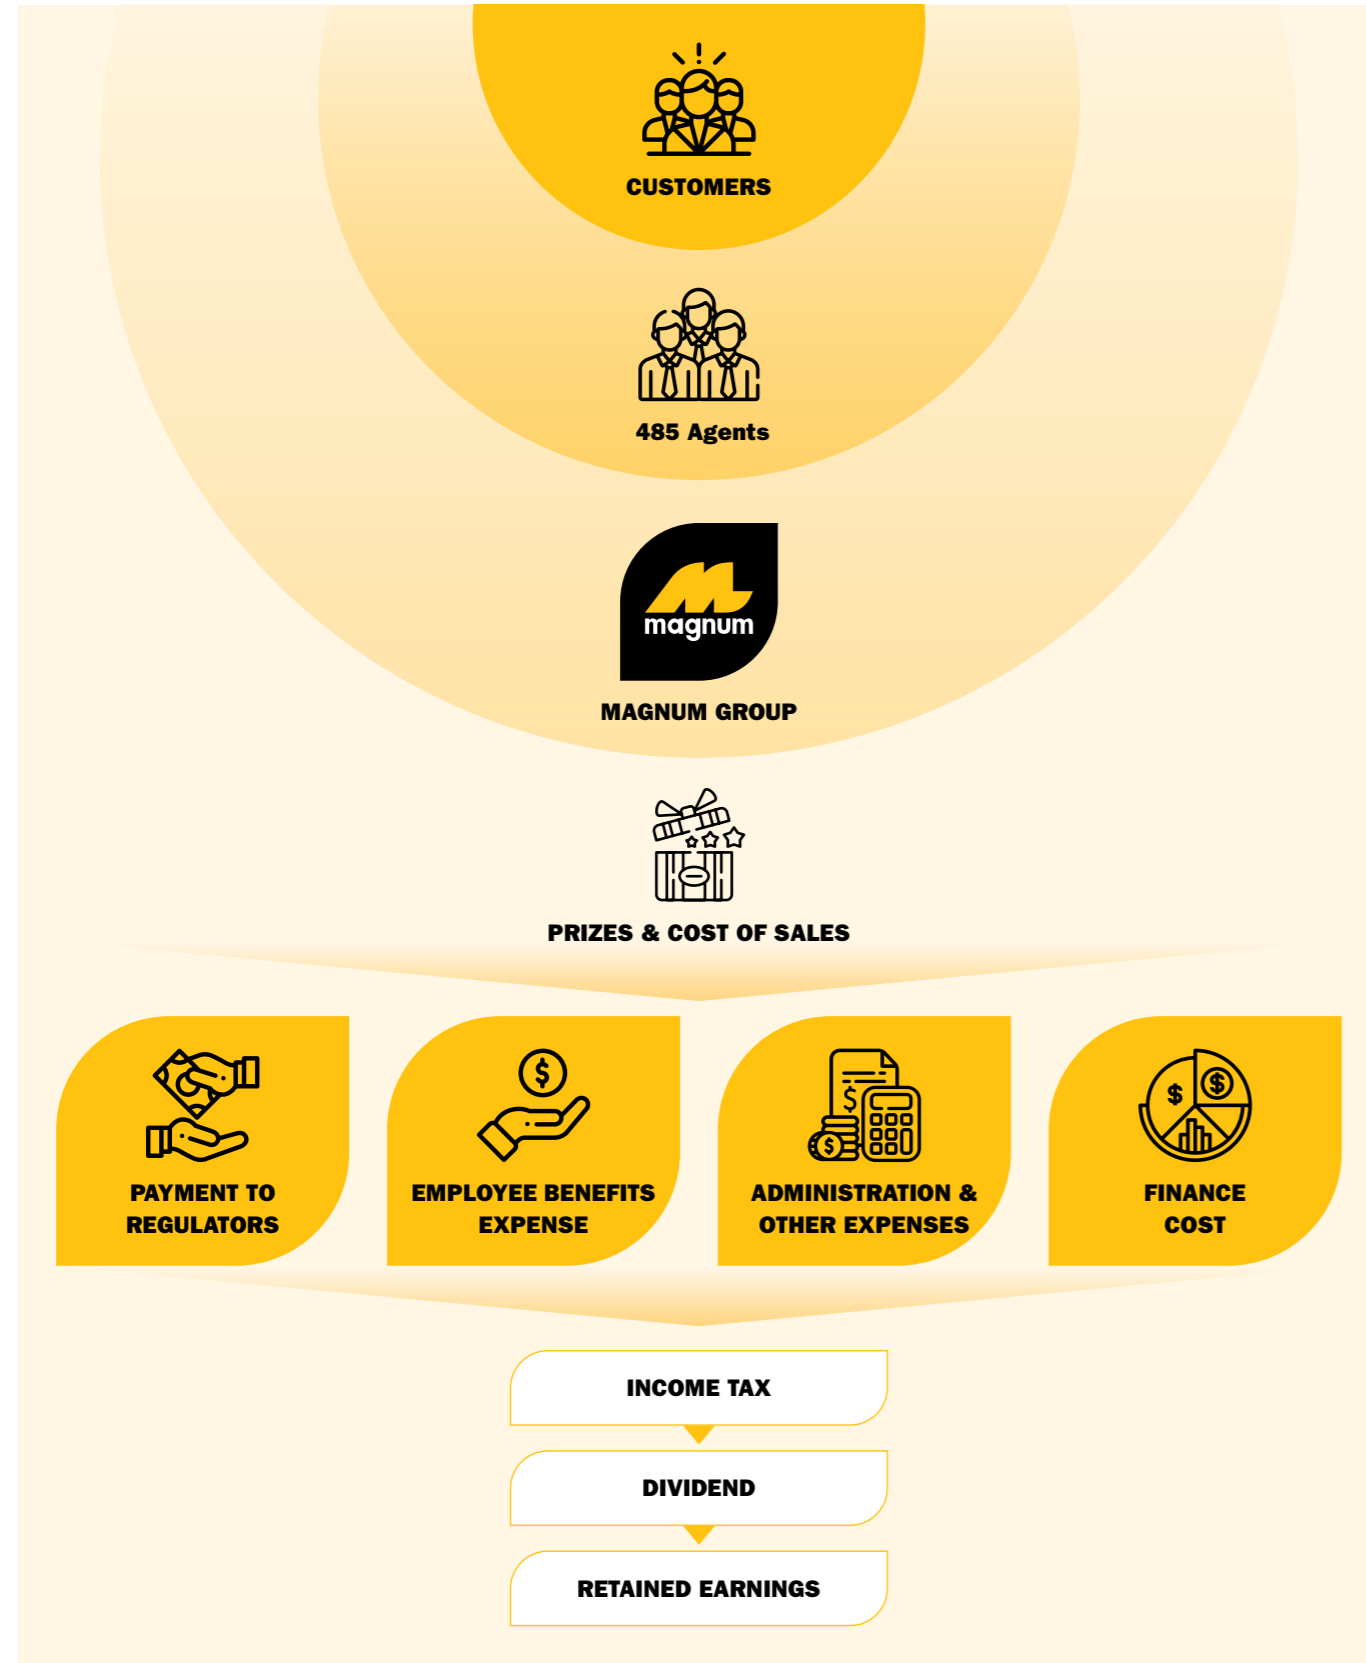 CUSTOMERS
485 Agents
magnum
MAGNUM GROUP
PRIZES & COST OF SALES
PAYMENT TO
REGULATORS
EMPLOYEE BENEFITS
EXPENSE
ADMINISTRATION &
OTHER EXPENSES
FINANCE
COST
INCOME TAX
DIVIDEND
RETAINED EARNINGS